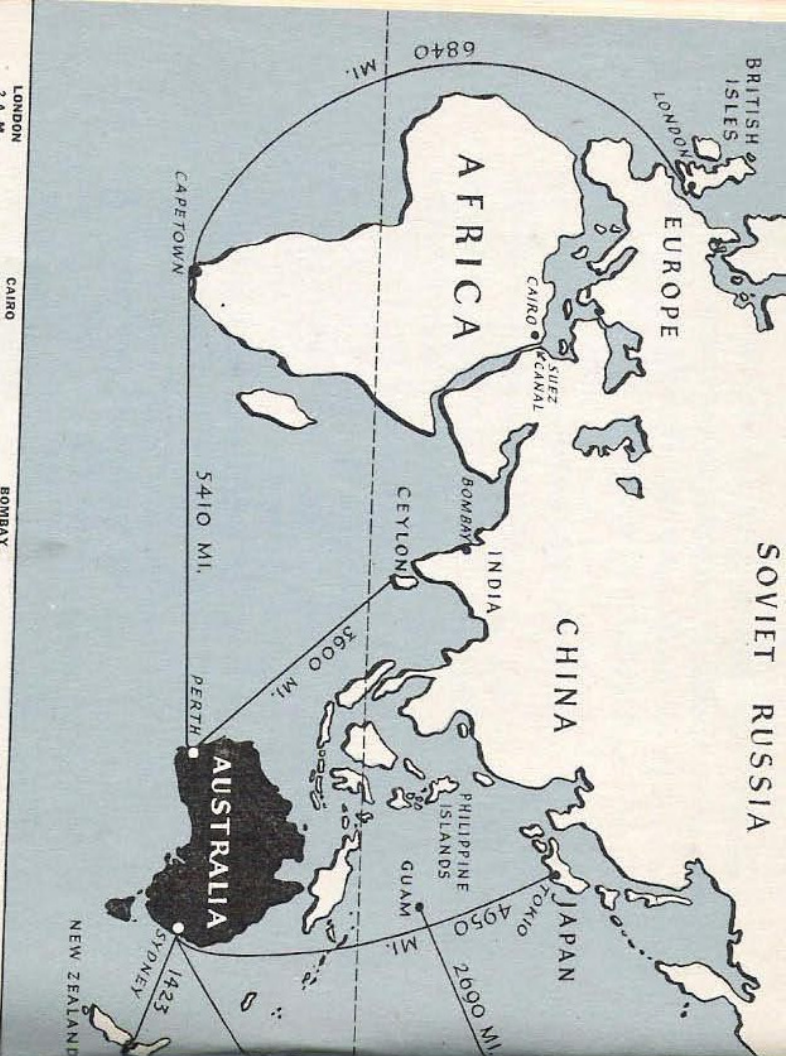 BRITISH
ISLES
LONDON
EUROPE
SOVIET RUSSIA
CHINA
6840
MI.
AFRICA
CAIRO
SUEZ
CANAL
BOMBAY
INDIA
CEYLON
JAPAN
TOKIO
PHILIPPINE
ISLANDS
GUAM
4950
MI.
2690 MI.
3600 MI.
CAPETOWN
5410 MI.
PERTH
AUSTRALIA
SYDNEY
1423
NEW ZEALAND
LONDON
CAIRO
BOMBAY